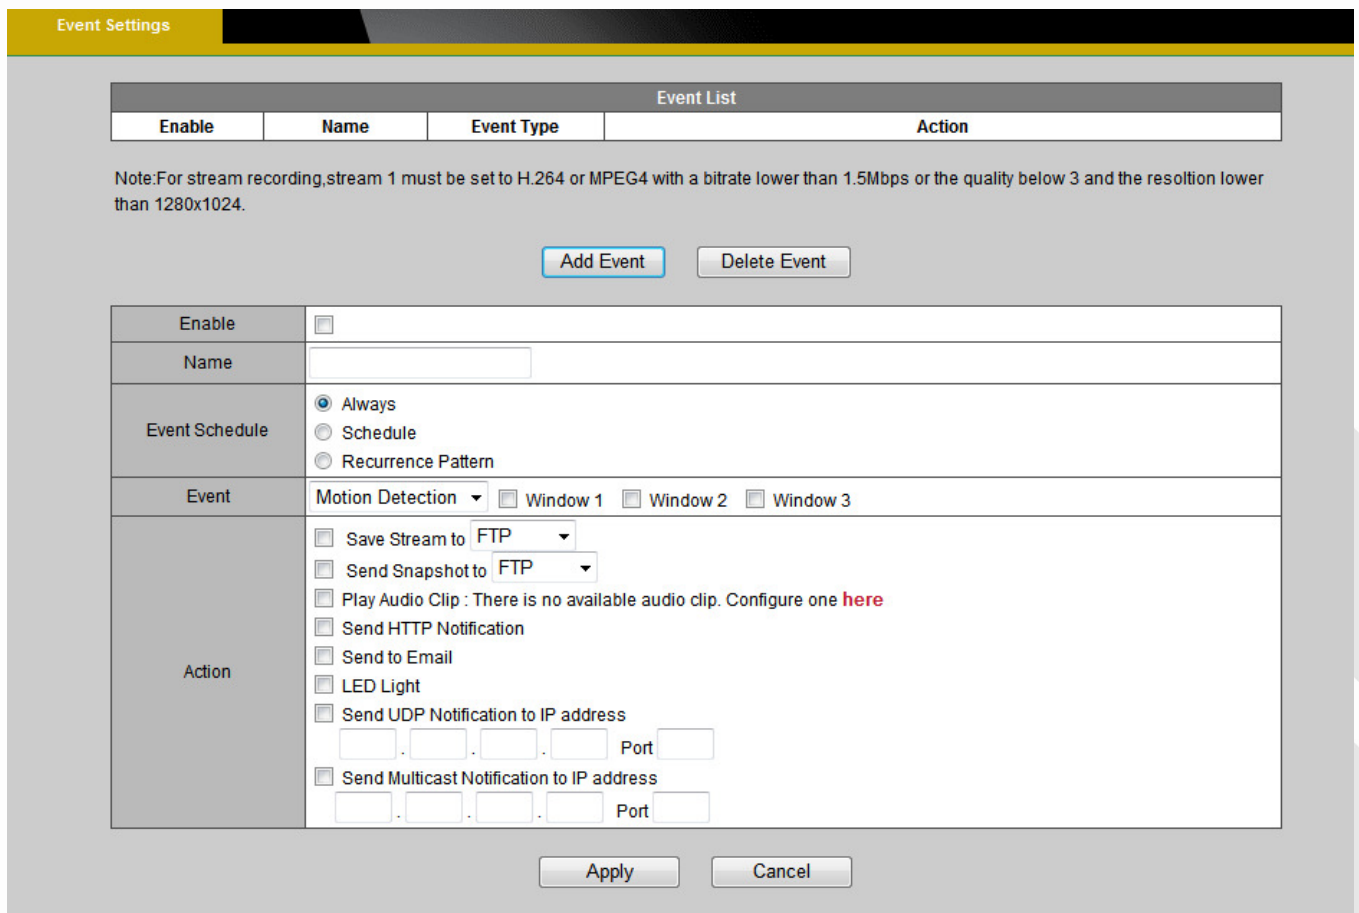 Event Settings
Event List
Enable Name Event Type Action
Note:For stream recording,stream 1 must be set to H.264 or MPEG4 with a bitrate lower than 1.5Mbps or the quality below 3 and the resoltion lower
than 1280x1024.
Add Event Delete Event
Enable
Name
Event Schedule
Always
Schedule
Recurrence Pattern
Event Motion Detection Window 1 Window 2 Window 3
Action
Save Stream to FTP
Send Snapshot to FTP
Play Audio Clip : There is no available audio clip. Configure one here
Send HTTP Notification
Send to Email
LED Light
Send UDP Notification to IP address
. . . Port
Send Multicast Notification to IP address
. . . Port
Apply Cancel